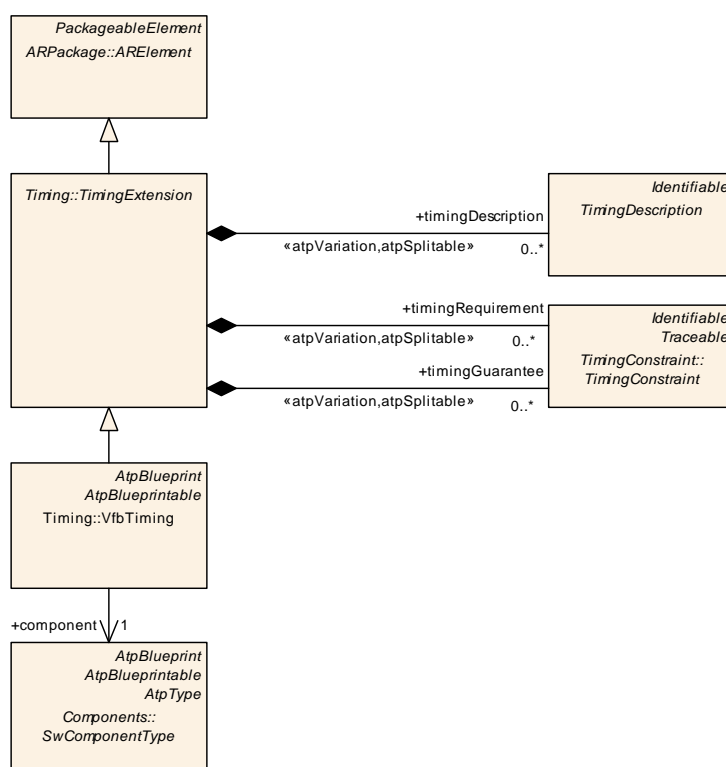 PackageableElement
ARPackage::ARElement
Timing::TimingExtension
+timingDescription
«atpVariation,atpSplitable»
0..*
Identifiable
TimingDescription
+timingRequirement
«atpVariation,atpSplitable»
0..*
+timingGuarantee
«atpVariation,atpSplitable»
0..*
Identifiable
Traceable
TimingConstraint::
TimingConstraint
AtpBlueprint
AtpBlueprintable
Timing::VfbTiming
+component
1
AtpBlueprint
AtpBlueprintable
AtpType
Components::
SwComponentType